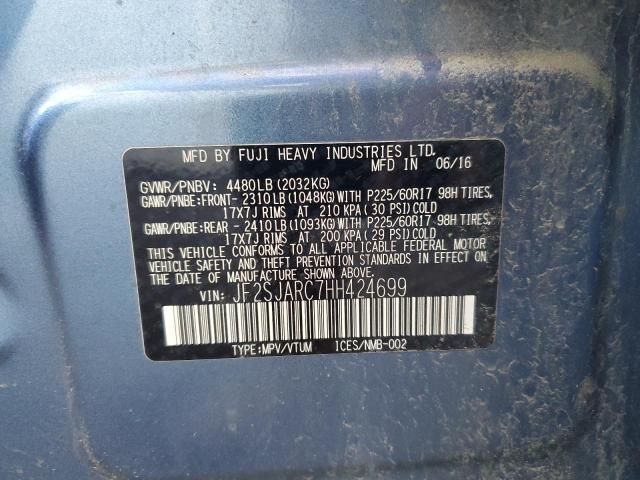 MFD BY FUJI HEAVY INDUSTRIES LTD.
MFD IN 06/16
GVWR/PNBV: 4480LB(2032KG)
GAWR/PNBE:FRONT- 2310LB(1048KG)WITH P225/60R17 98H TIRES,
17X7J RIMS AT 210 KPA(30 PSI)COLD
GAWR/PNBE:REAR - 2410LB(1093KG)WITH P225/60R17 98H TIRES,
17X7J RIMS AT 200 KPA(29 PSI)COLD
THIS VEHICLE CONFORMS TO ALL APPLICABLE FEDERAL MOTOR
VEHICLE SAFETY AND THEFT PREVENTION STANDARDS IN EFFECT ON
THE DATE OF MANUFACTURE SHOWN ABOVE.
VIN: JF2SJARC7HH424699
TYPE:MPV/VTUM ICES/NMB-002